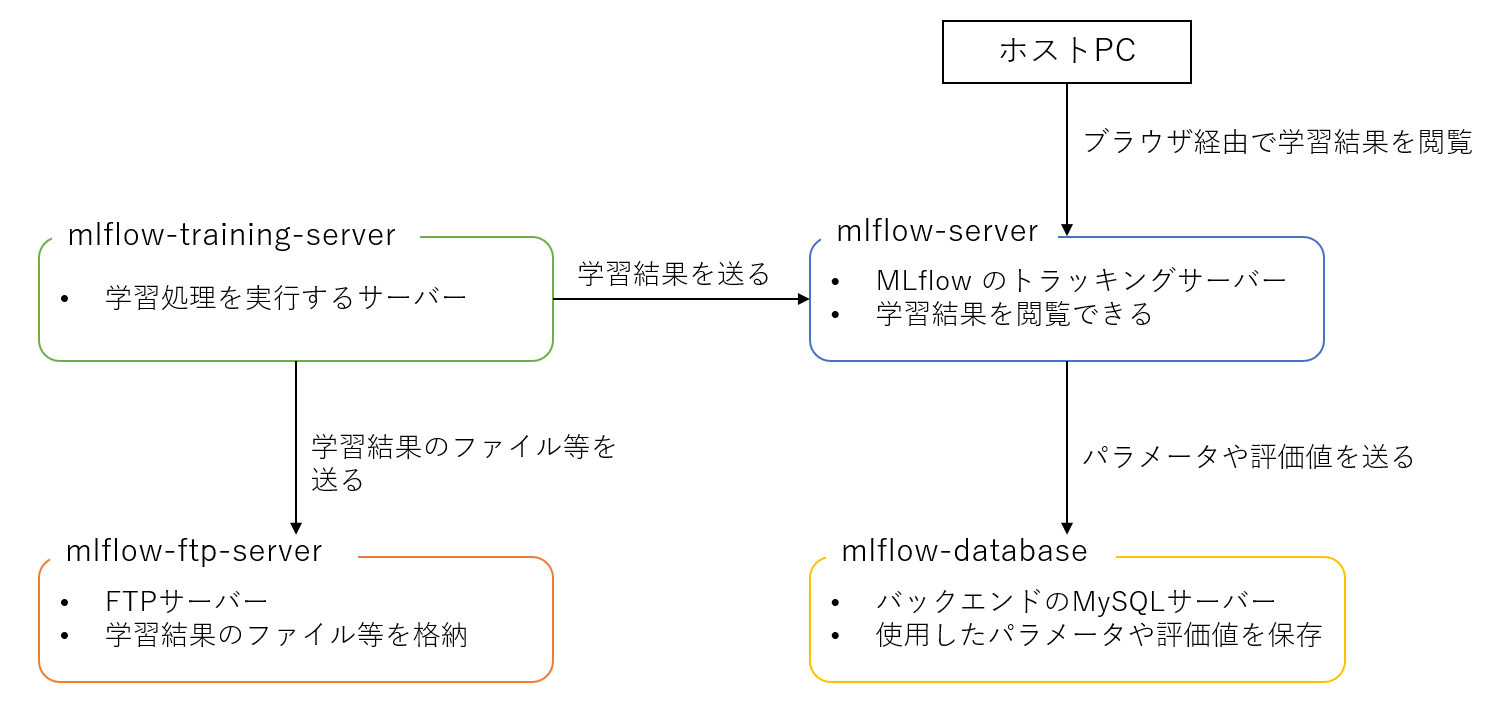 ホストPC
ブラウザ経由で学習結果を閲覧
mlflow-training-server
• 学習処理を実行するサーバー
学習結果を送る
mlflow-server
• MLflow のトラッキングサーバー
• 学習結果を閲覧できる
学習結果のファイル等を
送る
パラメータや評価値を送る
mlflow-ftp-server
• FTPサーバー
• 学習結果のファイル等を格納
mlflow-database
• バックエンドのMySQLサーバー
• 使用したパラメータや評価値を保存